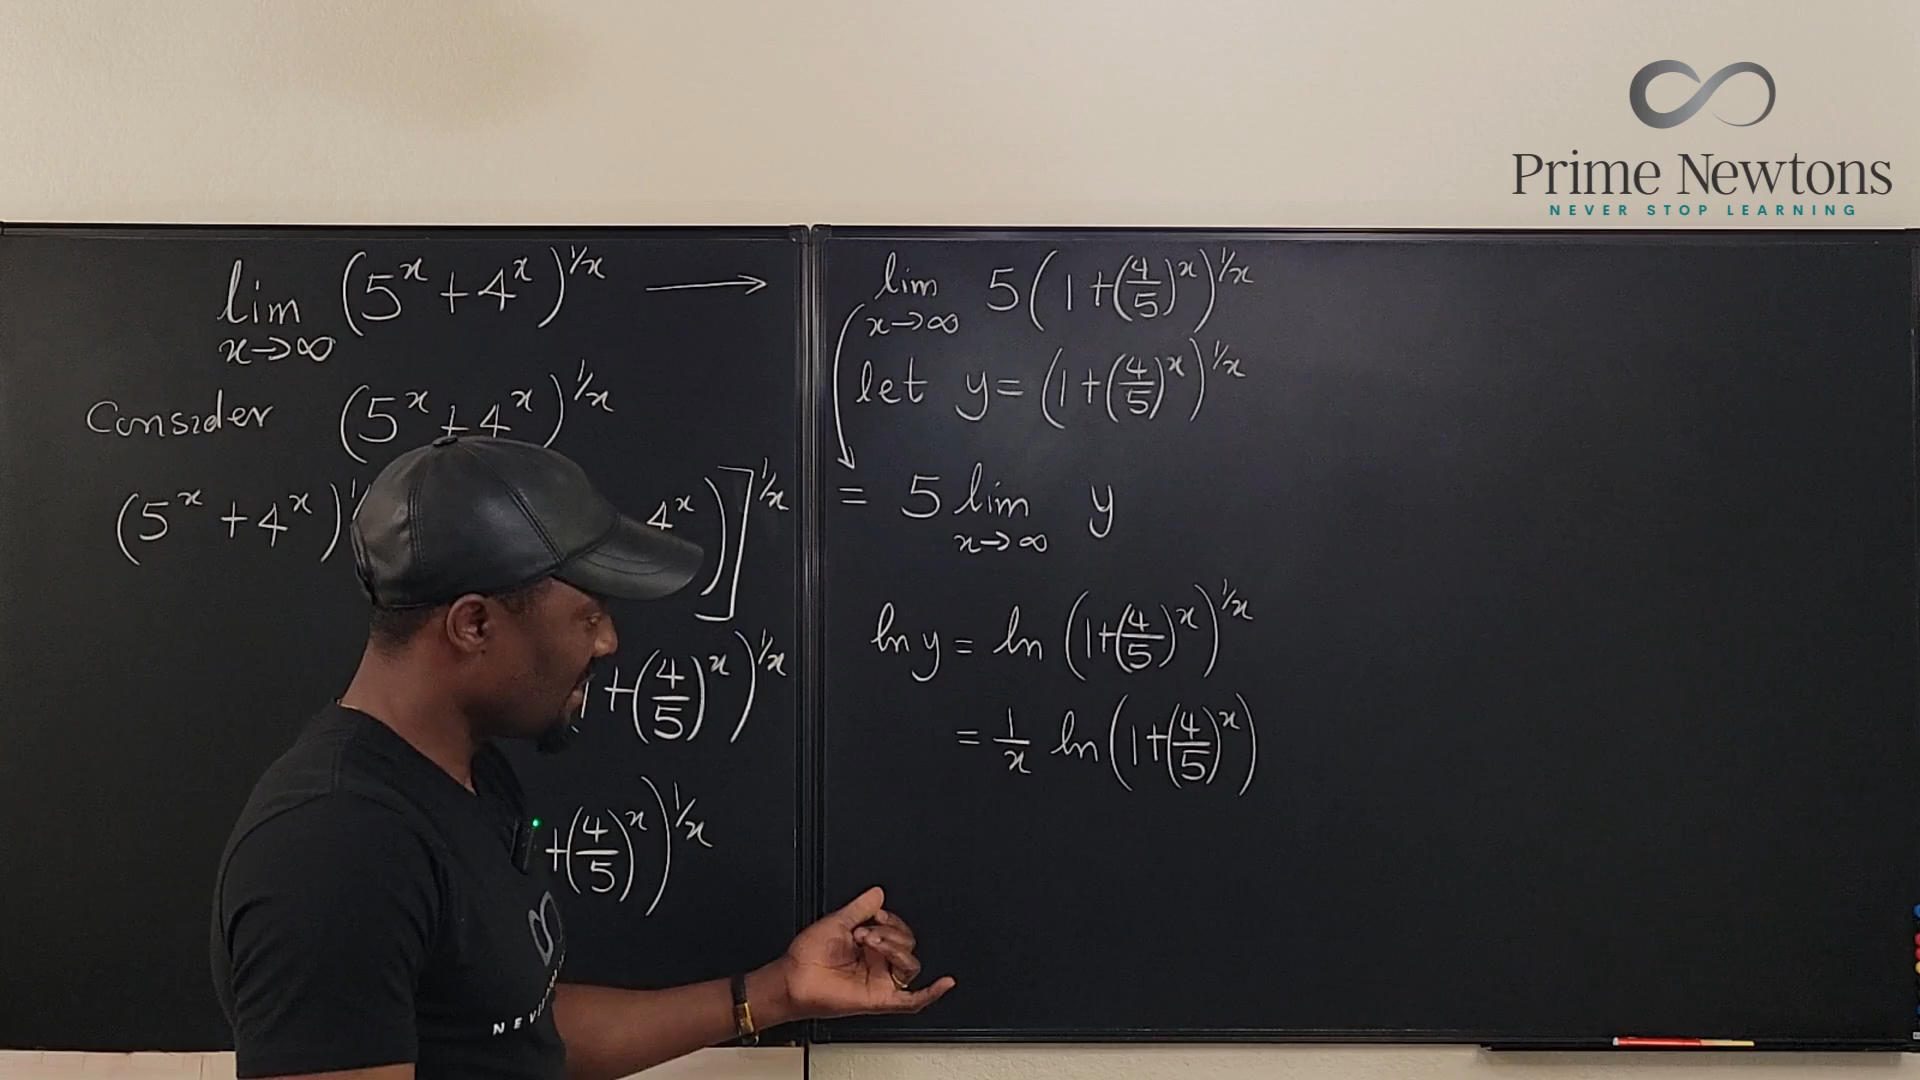 Prime Newtons
NEVER STOP LEARNING
lim x→∞ (5^x + 4^x)^{1/x} →
Consider (5^x + 4^x)^{1/x}
(5^x + 4^x) 4^x)]^{1/x}
1+(4/5)^x)^{1/x}
+(4/5)^x)^{1/x}
lim x→∞ 5(1+(4/5)^x)^{1/x}
let y=(1+(4/5)^x)^{1/x}
= 5 lim x→∞ y
ln y = ln (1+(4/5)^x)^{1/x}
= 1/x ln(1+(4/5)^x)